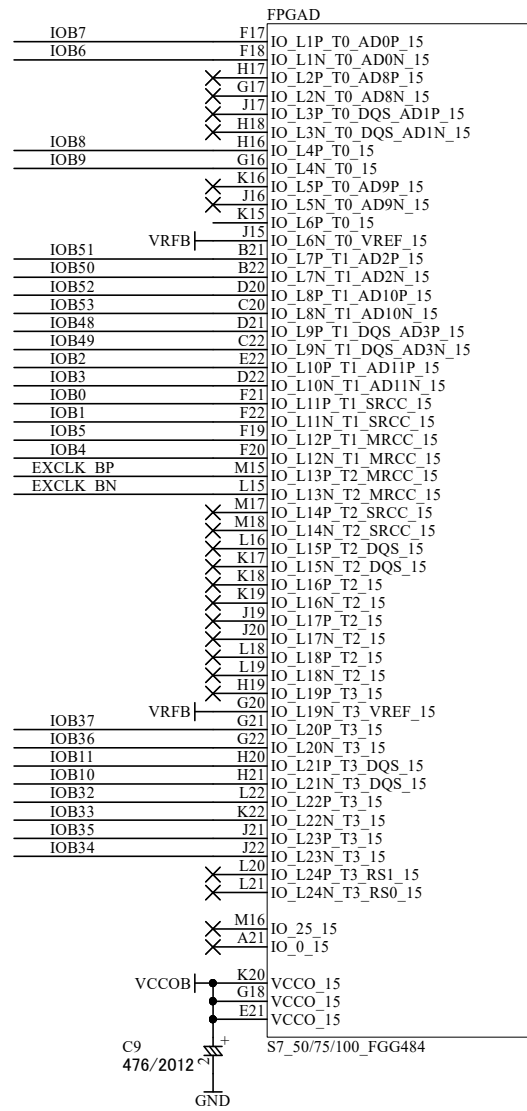 FPGAD
IOB7 F17 IO_L1P_T0_AD0P_15
IOB6 F18 IO_L1N_T0_AD0N_15
H17 IO_L2P_T0_AD8P_15
G17 IO_L2N_T0_AD8N_15
J17 IO_L3P_T0_DQS_AD1P_15
H18 IO_L3N_T0_DQS_AD1N_15
IOB8 H16 IO_L4P_T0_15
IOB9 G16 IO_L4N_T0_15
K16 IO_L5P_T0_AD9P_15
J16 IO_L5N_T0_AD9N_15
K15 IO_L6P_T0_15
VRFB J15 IO_L6N_T0_VREF_15
IOB51 B21 IO_L7P_T1_AD2P_15
IOB50 B22 IO_L7N_T1_AD2N_15
IOB52 D20 IO_L8P_T1_AD10P_15
IOB53 C20 IO_L8N_T1_AD10N_15
IOB48 D21 IO_L9P_T1_DQS_AD3P_15
IOB49 C22 IO_L9N_T1_DQS_AD3N_15
IOB2 E22 IO_L10P_T1_AD11P_15
IOB3 D22 IO_L10N_T1_AD11N_15
IOB0 F21 IO_L11P_T1_SRCC_15
IOB1 F22 IO_L11N_T1_SRCC_15
IOB5 F19 IO_L12P_T1_MRCC_15
IOB4 F20 IO_L12N_T1_MRCC_15
EXCLK_BP M15 IO_L13P_T2_MRCC_15
EXCLK_BN L15 IO_L13N_T2_MRCC_15
M17 IO_L14P_T2_SRCC_15
M18 IO_L14N_T2_SRCC_15
L16 IO_L15P_T2_DQS_15
K17 IO_L15N_T2_DQS_15
K18 IO_L16P_T2_15
K19 IO_L16N_T2_15
J19 IO_L17P_T2_15
J20 IO_L17N_T2_15
L18 IO_L18P_T2_15
L19 IO_L18N_T2_15
H19 IO_L19P_T3_15
VRFB G20 IO_L19N_T3_VREF_15
IOB37 G21 IO_L20P_T3_15
IOB36 G22 IO_L20N_T3_15
IOB11 H20 IO_L21P_T3_DQS_15
IOB10 H21 IO_L21N_T3_DQS_15
IOB32 L22 IO_L22P_T3_15
IOB33 K22 IO_L22N_T3_15
IOB35 J21 IO_L23P_T3_15
IOB34 J22 IO_L23N_T3_15
L20 IO_L24P_T3_RS1_15
L21 IO_L24N_T3_RS0_15
M16 IO_25_15
A21 IO_0_15
VCCOB K20 VCCO_15
G18 VCCO_15
E21 VCCO_15
C9 + S7_50/75/100_FGG484
476/2012 2
GND